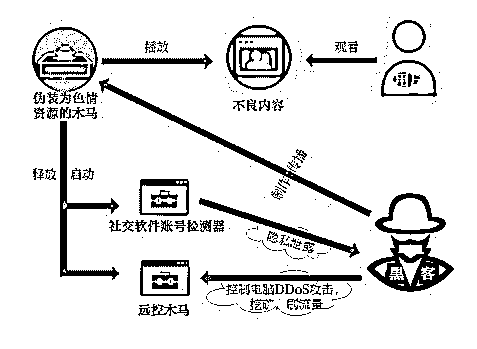 播放
观看
伪装为色情
资源的木马
不良内容
释放
启动
制作 传播
社交软件账号检测器
隐私泄露
黑客
控制电脑DDoS攻击,
挖矿、刷流量
远控木马